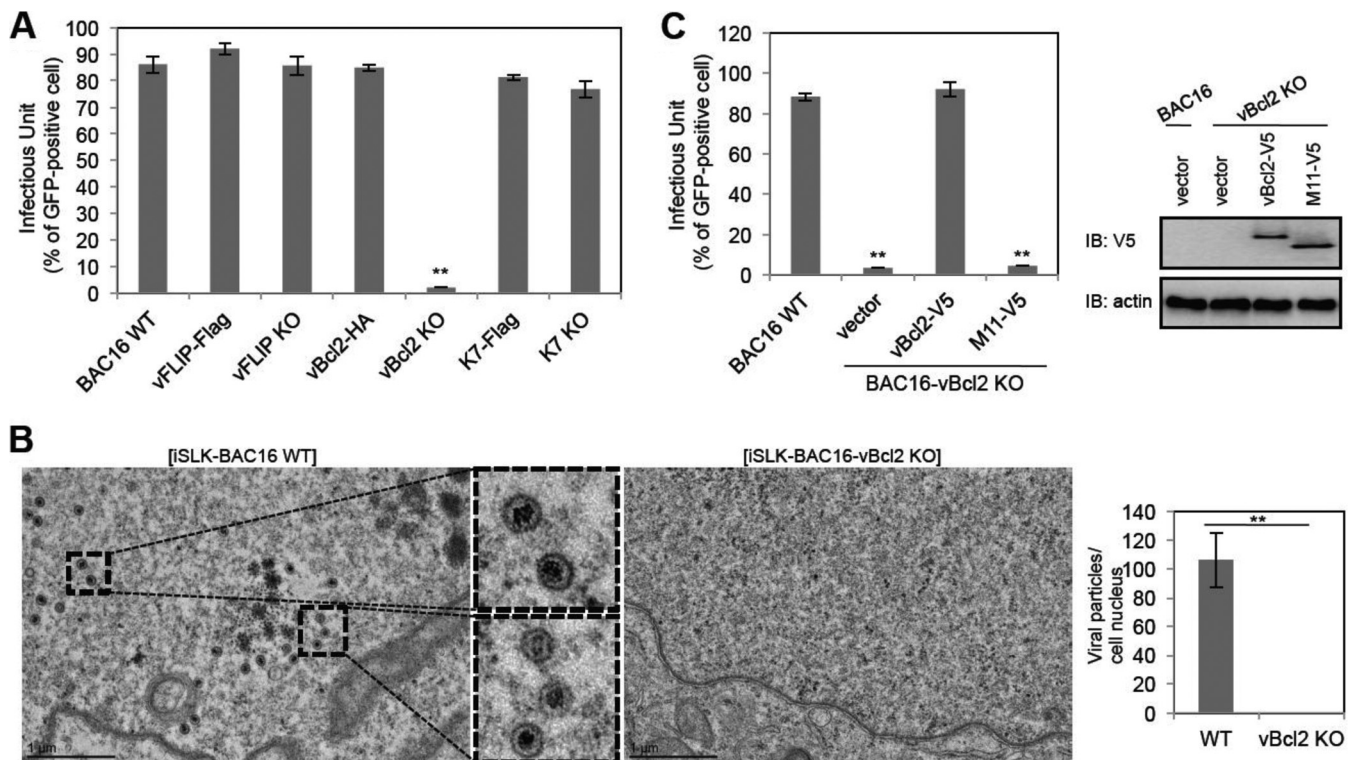 A
Infectious Unit
(% of GFP-positive cell)
100
90
80
70
60
50
40
30
20
10
0
BAC16 WT
vFLIP-Flag
vFLIP KO
vBcl2-HA
vBcl2 KO
K7-Flag
K7 KO
**
C
Infectious Unit
(% of GFP-positive cell)
120
100
80
60
40
20
0
**
**
BAC16 WT
vector
vBcl2-V5
M11-V5
BAC16-vBcl2 KO
BAC16
vBcl2 KO
vector
vector
vBcl2-V5
M11-V5
IB: V5
IB: actin
B
[iSLK-BAC16 WT]
[iSLK-BAC16-vBcl2 KO]
1 µm
1 µm
Viral particles/
cell nucleus
140
120
100
80
60
40
20
0
**
WT
vBcl2 KO